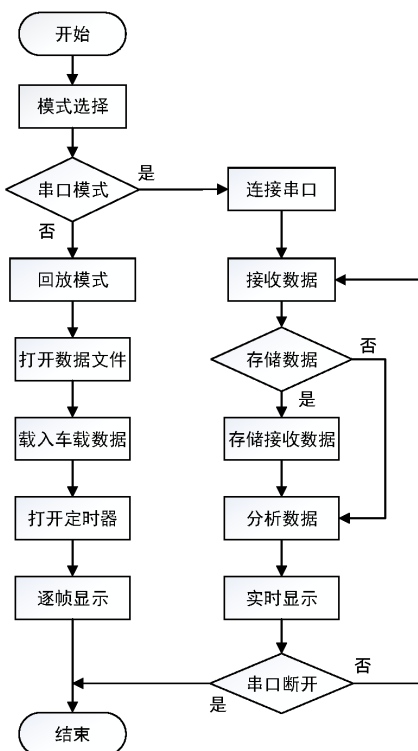 开始
模式选择
串口模式
是
否
连接串口
回放模式
接收数据
打开数据文件
存储数据
否
是
载入车载数据
存储接收数据
打开定时器
分析数据
逐帧显示
实时显示
串口断开
否
是
结束